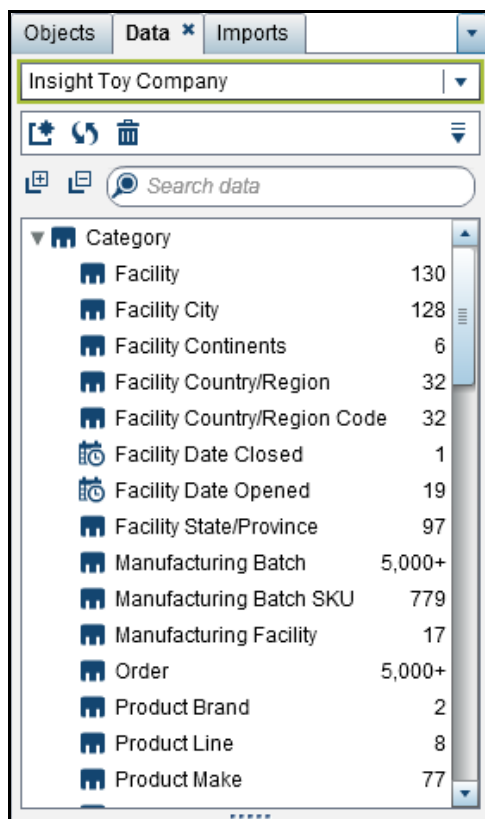 Objects Data × Imports
Insight Toy Company
Search data
Category
Facility 130
Facility City 128
Facility Continents 6
Facility Country/Region 32
Facility Country/Region Code 32
Facility Date Closed 1
Facility Date Opened 19
Facility State/Province 97
Manufacturing Batch 5,000+
Manufacturing Batch SKU 779
Manufacturing Facility 17
Order 5,000+
Product Brand 2
Product Line 8
Product Make 77